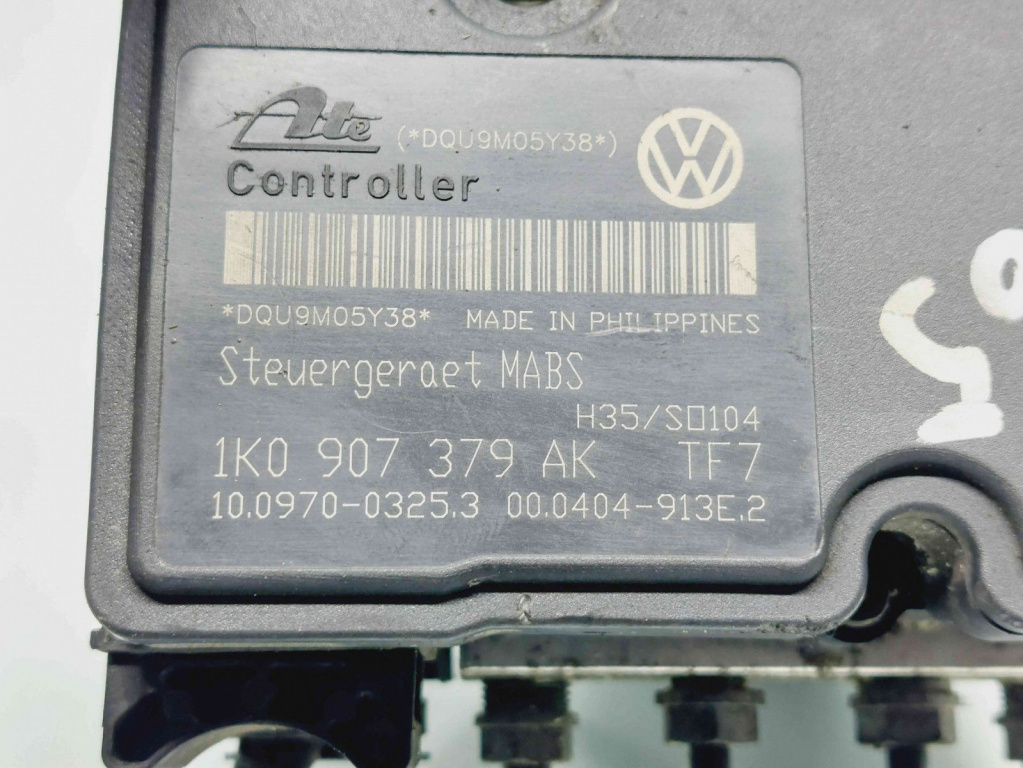 Ate (*DQU9M05Y38*)
Controller
*DQU9M05Y38* MADE IN PHILIPPINES
Steuergeraet MABS
H35/S0104
1K0 907 379 AK TF7
10.0970-0325.3 00.0404-913E.2